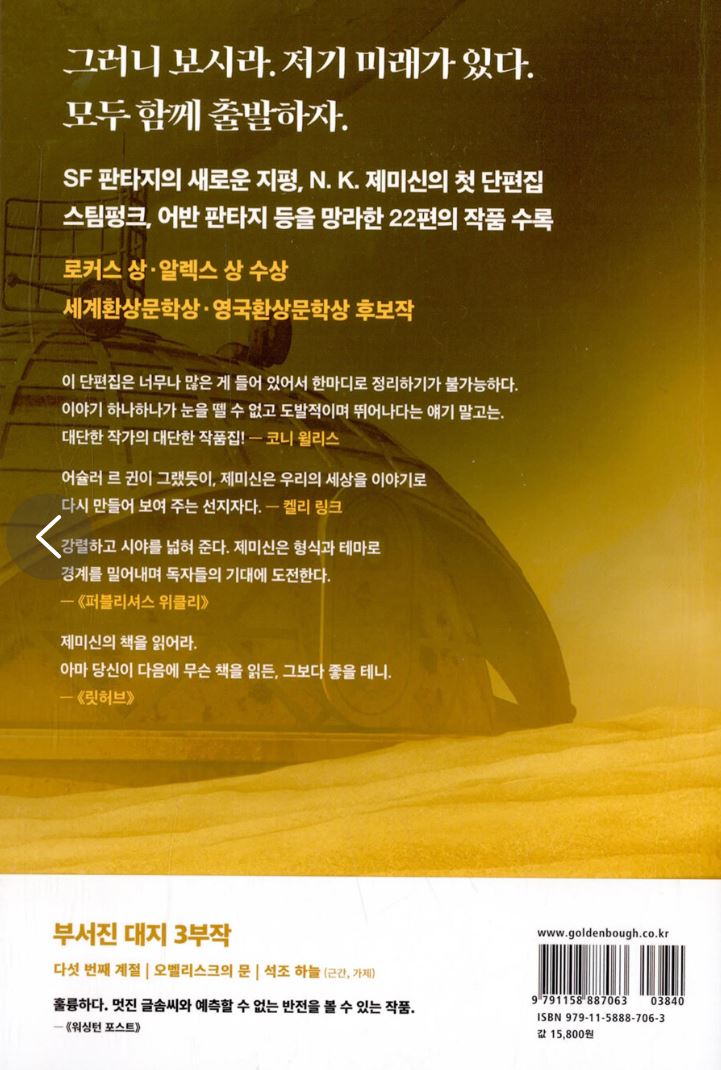 그러니 보시라. 저기 미래가 있다.
모두 함께 출발하자.
SF 판타지의 새로운 지평, N. K. 제미신의 첫 단편집
스팀펑크, 어반 판타지 등을 망라한 22편의 작품 수록
로커스 상·알렉스 상 수상
세계환상문학상·영국환상문학상 후보작
이 단편집은 너무나 많은 게 들어 있어서 한마디로 정리하기가 불가능하다.
이야기 하나하나가 눈을 뗄 수 없고 도발적이며 뛰어나다는 얘기 말고는.
대단한 작가의 대단한 작품집! — 코니 윌리스
어슐러 르 귄이 그랬듯이, 제미신은 우리의 세상을 이야기로
다시 만들어 보여 주는 선지자다. — 켈리 링크
강렬하고 시야를 넓혀 준다. 제미신은 형식과 테마로
경계를 밀어내며 독자들의 기대에 도전한다.
— 《퍼블리셔스 위클리》
제미신의 책을 읽어라.
아마 당신이 다음에 무슨 책을 읽든, 그보다 좋을 테니.
— 《릿허브》
부서진 대지 3부작
다섯 번째 계절 | 오벨리스크의 문 | 석조 하늘 (근간, 가제)
훌륭하다. 멋진 글솜씨와 예측할 수 없는 반전을 볼 수 있는 작품.
— 《워싱턴 포스트》
www.goldenbough.co.kr
9 791158 887063 03840
ISBN 979-11-5888-706-3
값 15,800원